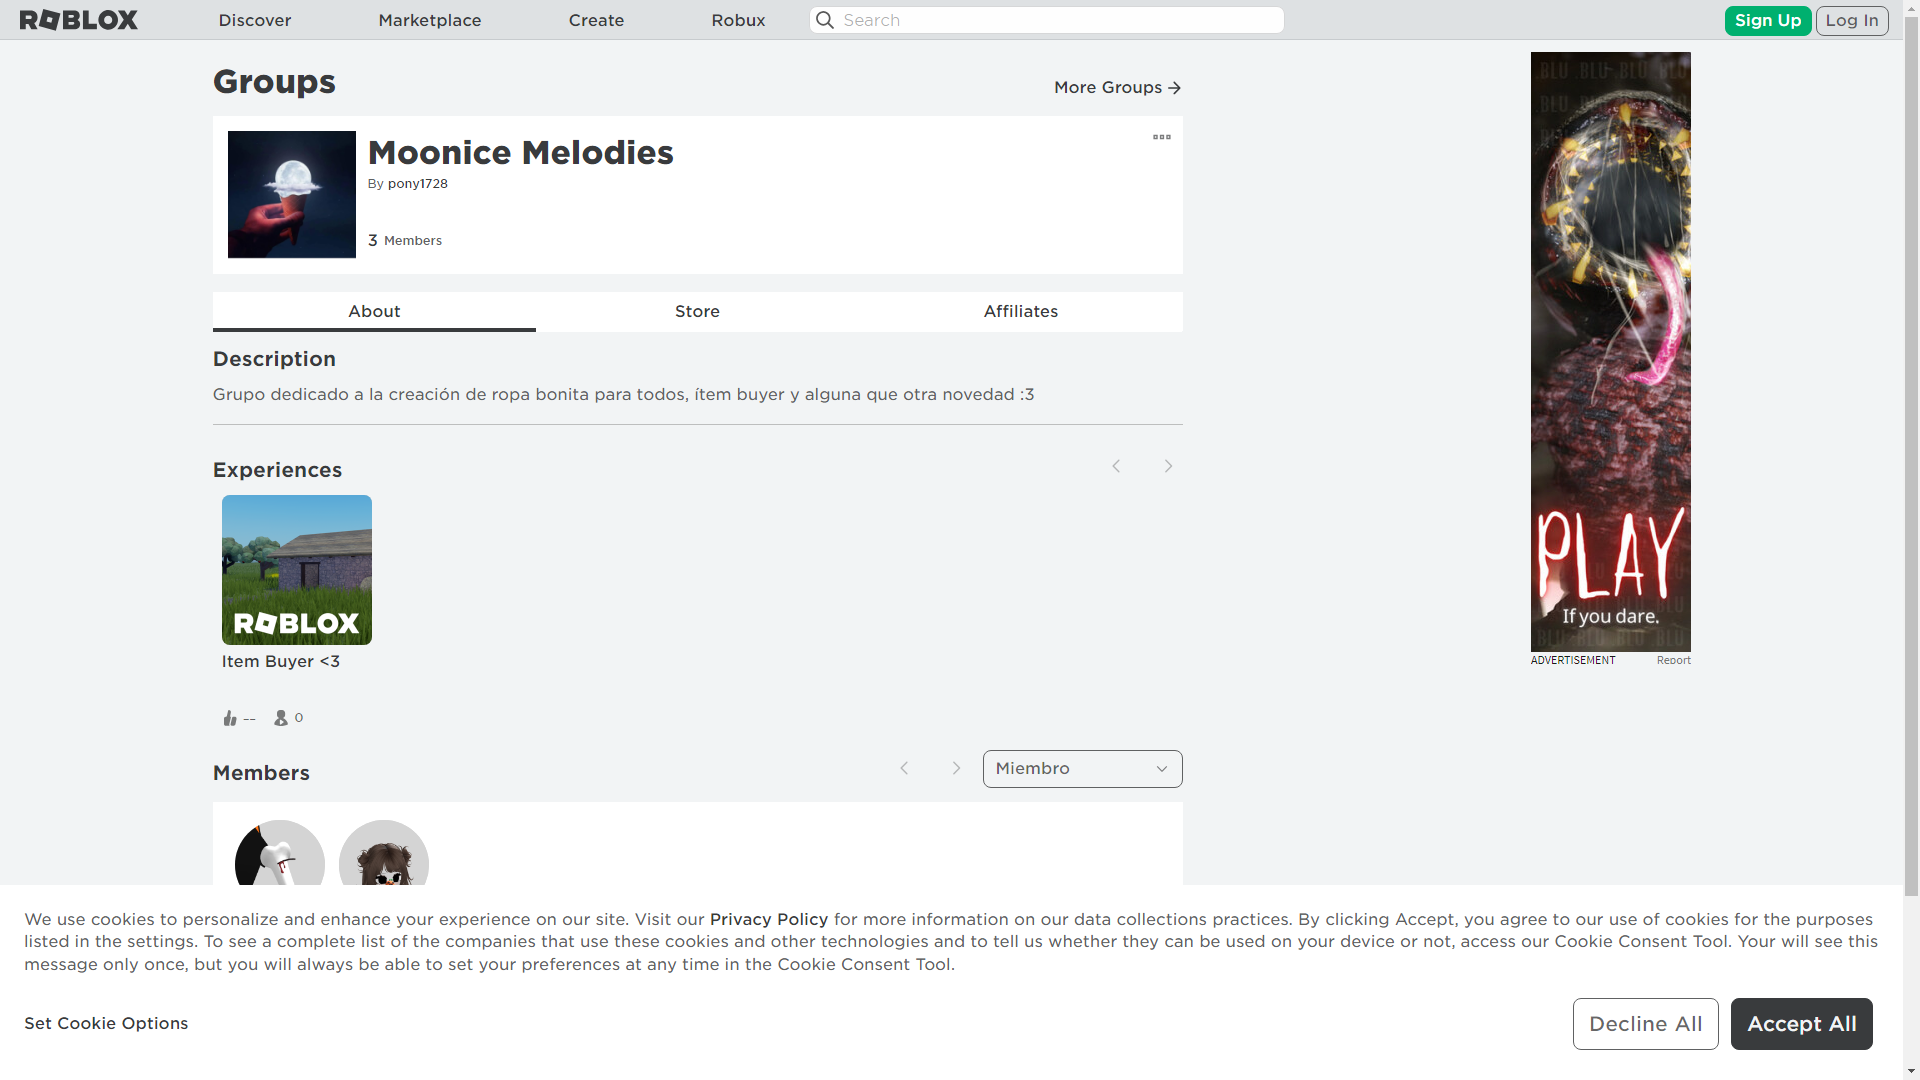 ROBLOX
Discover
Marketplace
Create
Robux
Search
Sign Up
Log In
Groups
More Groups
Moonice Melodies
By pony1728
3 Members
About
Store
Affiliates
Description
Grupo dedicado a la creación de ropa bonita para todos, ítem buyer y alguna que otra novedad :3
Experiences
ROBLOX
Item Buyer <3
--
0
Members
Miembro
PLAY
If you dare.
ADVERTISEMENT
Report
We use cookies to personalize and enhance your experience on our site. Visit our Privacy Policy for more information on our data collections practices. By clicking Accept, you agree to our use of cookies for the purposes
listed in the settings. To see a complete list of the companies that use these cookies and other technologies and to tell us whether they can be used on your device or not, access our Cookie Consent Tool. Your will see this
message only once, but you will always be able to set your preferences at any time in the Cookie Consent Tool.
Set Cookie Options
Decline All
Accept All